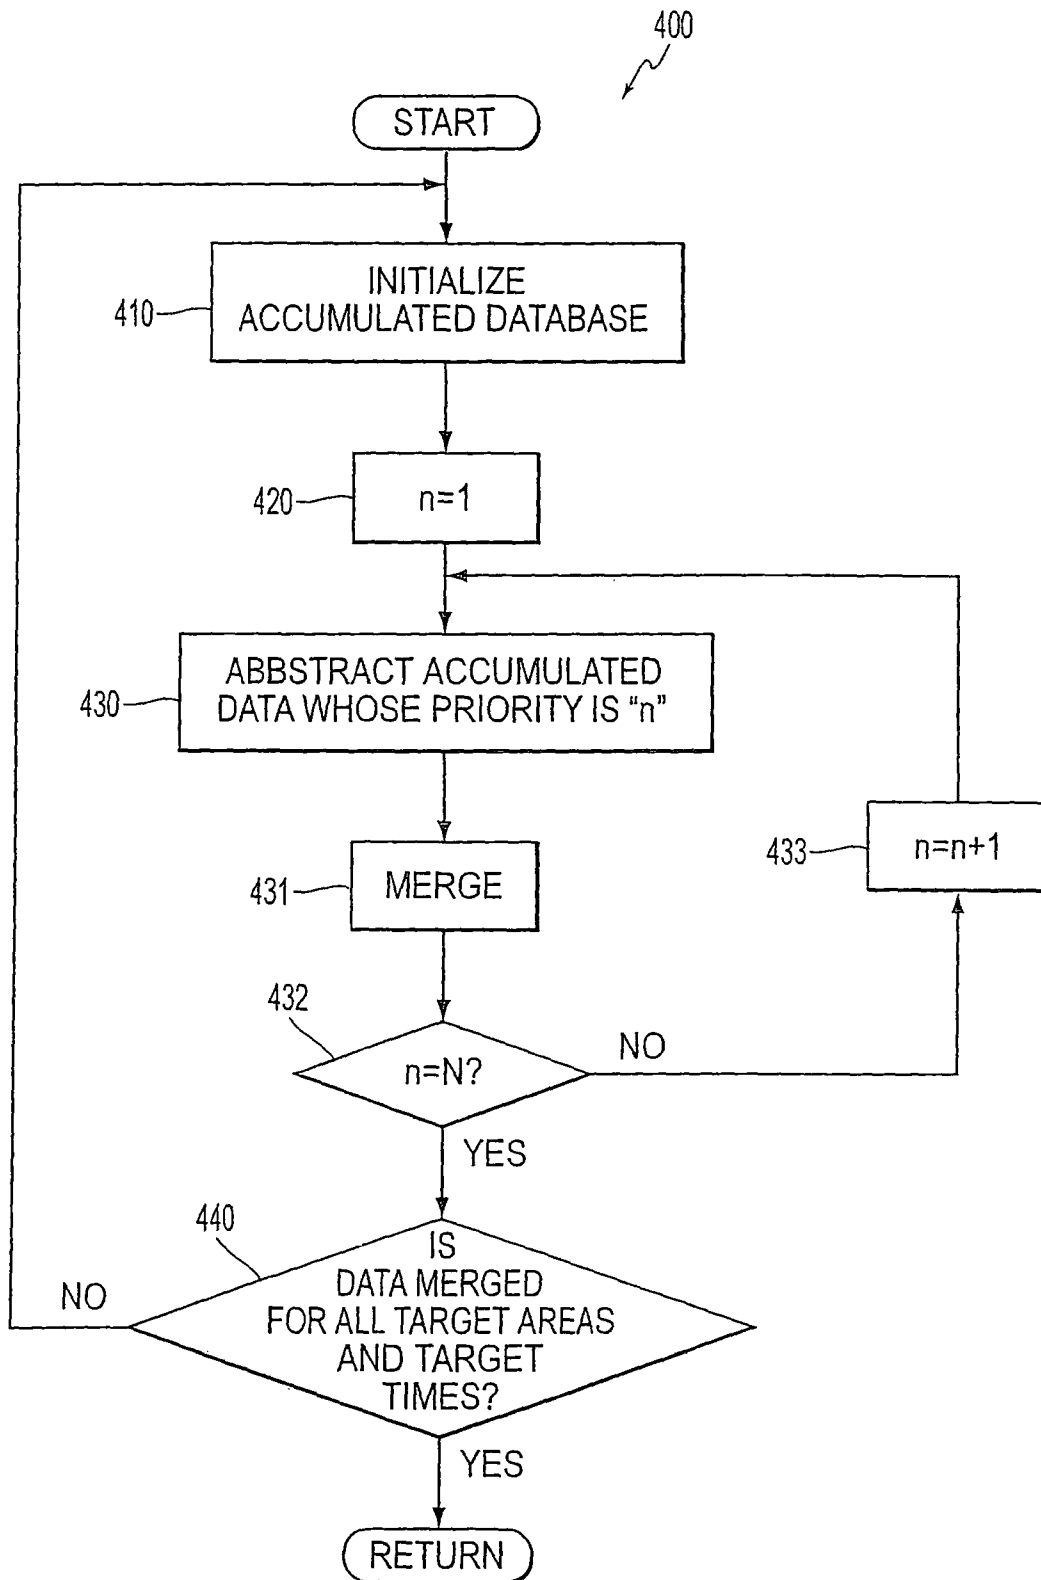 400
START
INITIALIZE
ACCUMULATED DATABASE
410
n=1
420
ABBSTRACT ACCUMULATED
DATA WHOSE PRIORITY IS “n”
430
MERGE
431
n=n+1
433
432
n=N?
NO
YES
440
IS
DATA MERGED
FOR ALL TARGET AREAS
AND TARGET
TIMES?
NO
YES
RETURN